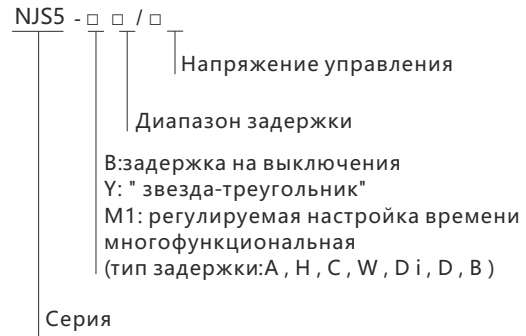 NJS5 - □ □ / □
Напряжение управления
Диапазон задержки
B:задержка на выключения
Y: " звезда-треугольник"
M1: регулируемая настройка времени
многофункциональная
(тип задержки:A , H , C , W , D i , D , B )
Серия